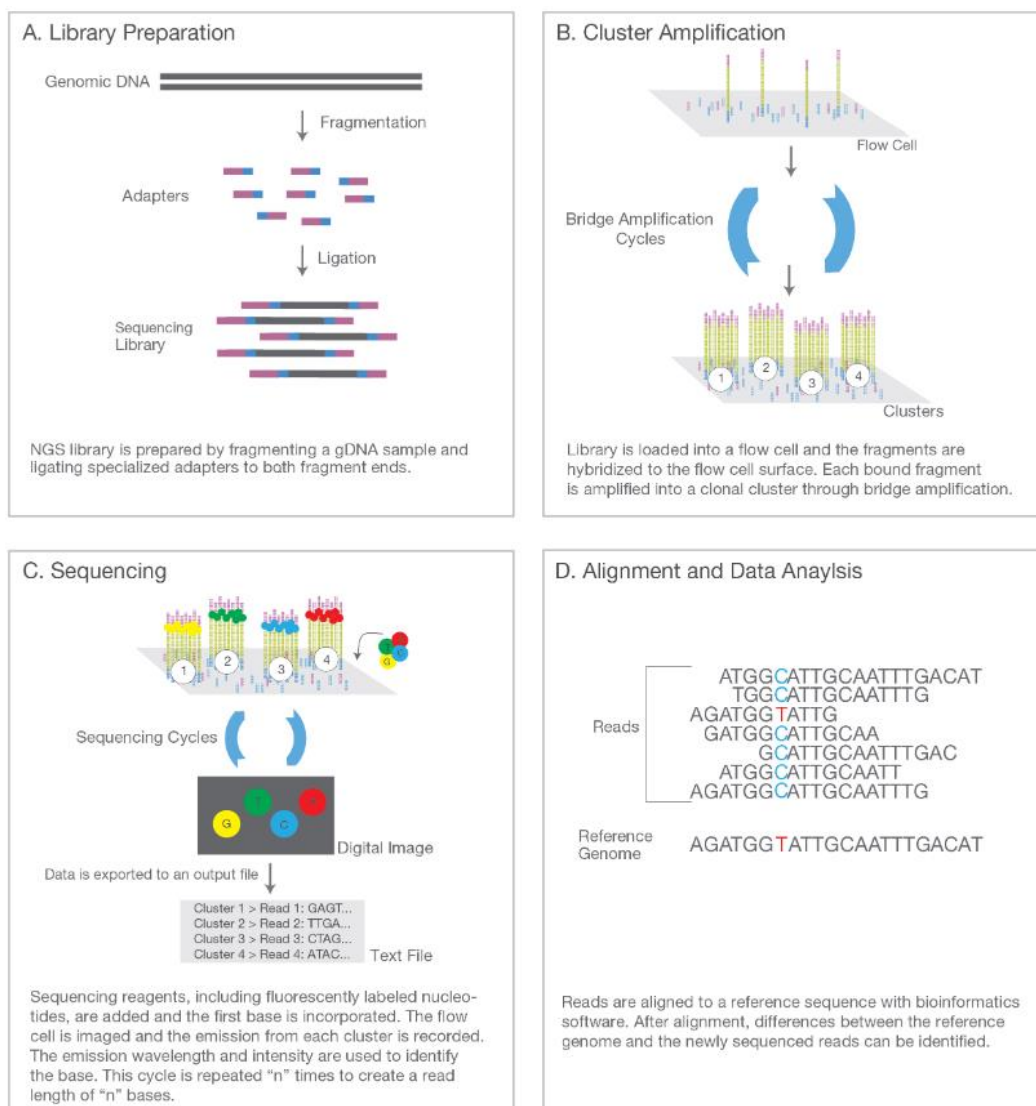 A. Library Preparation
Genomic DNA
Fragmentation
Adapters
Ligation
Sequencing
Library
NGS library is prepared by fragmenting a gDNA sample and
ligating specialized adapters to both fragment ends.
B. Cluster Amplification
Flow Cell
Bridge Amplification
Cycles
1 2 3 4
Clusters
Library is loaded into a flow cell and the fragments are
hybridized to the flow cell surface. Each bound fragment
is amplified into a clonal cluster through bridge amplification.
C. Sequencing
1 2 3 4
T C G
Sequencing Cycles
G T C A
Digital Image
Data is exported to an output file
Cluster 1 > Read 1: GAGT...
Cluster 2 > Read 2: TTGA...
Cluster 3 > Read 3: CTAG...
Cluster 4 > Read 4: ATAC...
Text File
Sequencing reagents, including fluorescently labeled nucleo-
tides, are added and the first base is incorporated. The flow
cell is imaged and the emission from each cluster is recorded.
The emission wavelength and intensity are used to identify
the base. This cycle is repeated “n” times to create a read
length of “n” bases.
D. Alignment and Data Anaylsis
Reads
ATGGCATTGCAATTTGACAT
TGGCATTGCAATTTG
AGATGGTATTG
GATGGCATTGCAA
GCATTGCAATTTGAC
ATGGCATTGCAATT
AGATGGCATTGCAATTTG
Reference
Genome
AGATGGTATTGCAATTTGACAT
Reads are aligned to a reference sequence with bioinformatics
software. After alignment, differences between the reference
genome and the newly sequenced reads can be identified.